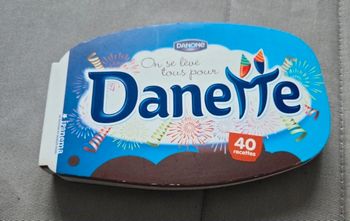 DANONE
On se lève
tous pour
Danette
40
recettes